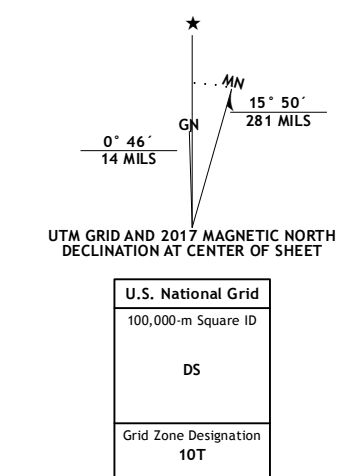 ★
MN
15° 50´
281 MILS
GN
0° 46´
14 MILS
UTM GRID AND 2017 MAGNETIC NORTH
DECLINATION AT CENTER OF SHEET
U.S. National Grid
100,000-m Square ID
DS
Grid Zone Designation
10T